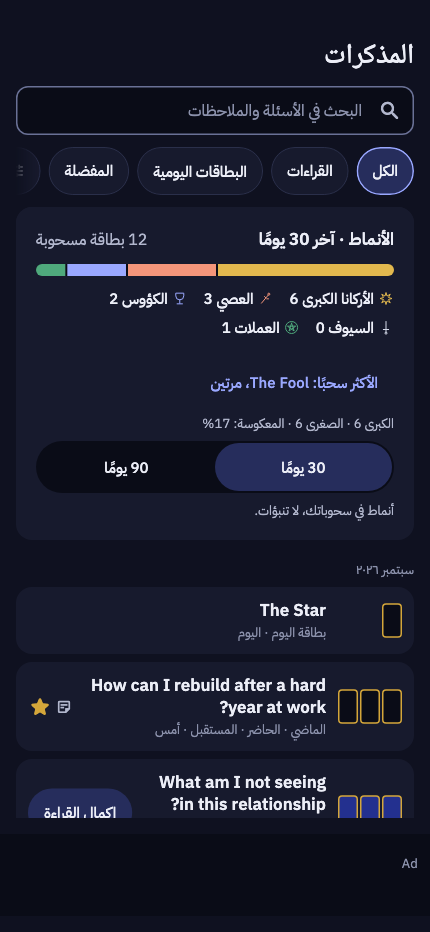 المذكرات
البحث في الأسئلة والملاحظات
الكل
القراءات
البطاقات اليومية
المفضلة
الأنماط · آخر 30 يومًا
12 بطاقة مسحوبة
الأركانا الكبرى 6
العصي 3
الكؤوس 2
السيوف 0
العملات 1
الأكثر سحبًا: The Fool، مرتين
الكبرى 6 · الصغرى 6 · المعكوسة: 17%
30 يومًا
90 يومًا
أنماط في سحوباتك، لا تنبؤات.
سبتمبر ٢٠٢٦
The Star
بطاقة اليوم · اليوم
How can I rebuild after a hard
year at work?
الماضي · الحاضر · المستقبل · أمس
What am I not seeing
in this relationship?
إكمال القراءة
Ad